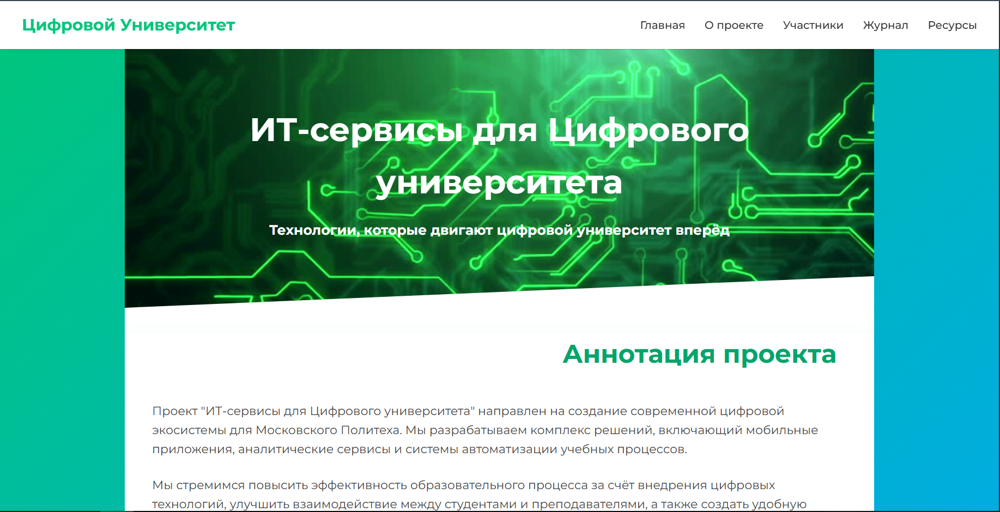 Цифровой Университет
Главная О проекте Участники Журнал Ресурсы
ИТ-сервисы для Цифрового
университета
Технологии, которые двигают цифровой университет вперёд
Аннотация проекта
Проект "ИТ-сервисы для Цифрового университета" направлен на создание современной цифровой
экосистемы для Московского Политеха. Мы разрабатываем комплекс решений, включающий мобильные
приложения, аналитические сервисы и системы автоматизации учебных процессов.
Мы стремимся повысить эффективность образовательного процесса за счёт внедрения цифровых
технологий, улучшить взаимодействие между студентами и преподавателями, а также создать удобную